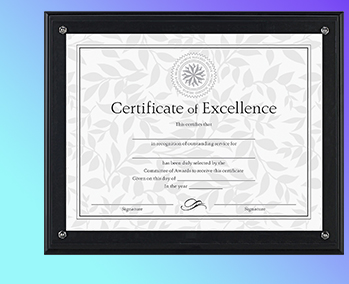 Certificate of Excellence
This certifies that
in recognition of outstanding service for
has been duly selected by the
Committee of Awards to receive this certificate
Given on this day of
In the year
Signature Signature